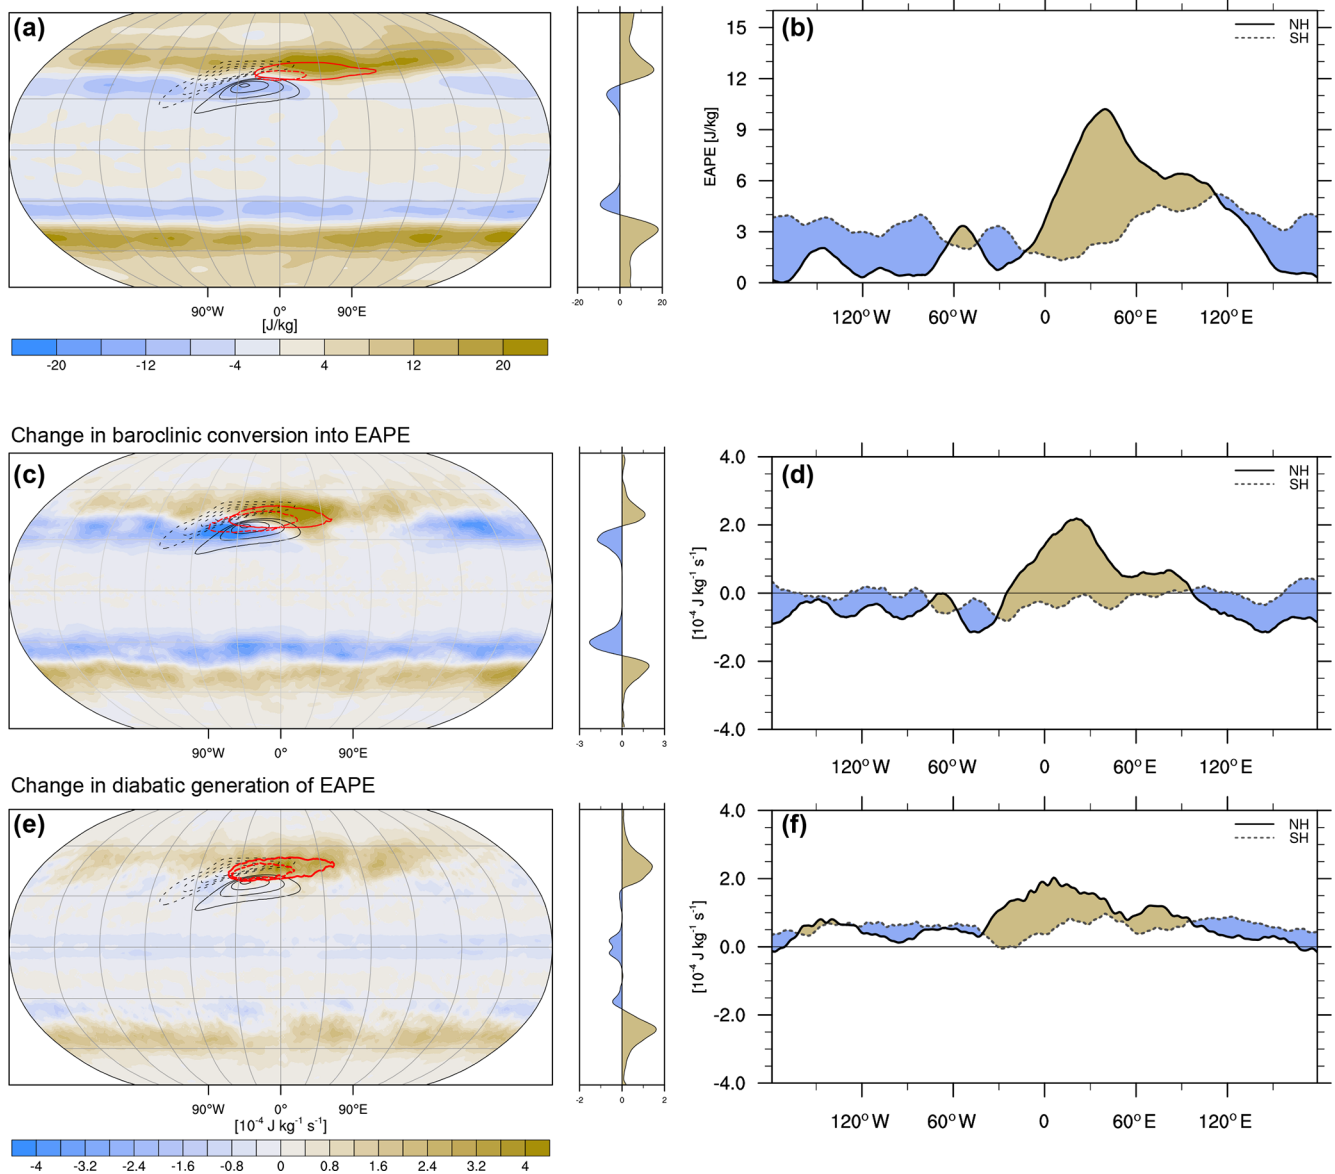 (a)
90°W 0° 90°E
[J/kg]
-20 -12 -4 4 12 20
-20 0 20
(b)
NH
SH
EAPE [J/kg]
15
12
9
6
3
0
120°W 60°W 0 60°E 120°E
Change in baroclinic conversion into EAPE
(c)
90°W 0° 90°E
-3 0 3
(d)
NH
SH
[10⁻⁴ J kg⁻¹ s⁻¹]
4.0
2.0
0.0
-2.0
-4.0
120°W 60°W 0 60°E 120°E
Change in diabatic generation of EAPE
(e)
90°W 0° 90°E
[10⁻⁴ J kg⁻¹ s⁻¹]
-4 -3.2 -2.4 -1.6 -0.8 0 0.8 1.6 2.4 3.2 4
-2 0 2
(f)
NH
SH
[10⁻⁴ J kg⁻¹ s⁻¹]
4.0
2.0
0.0
-2.0
-4.0
120°W 60°W 0 60°E 120°E